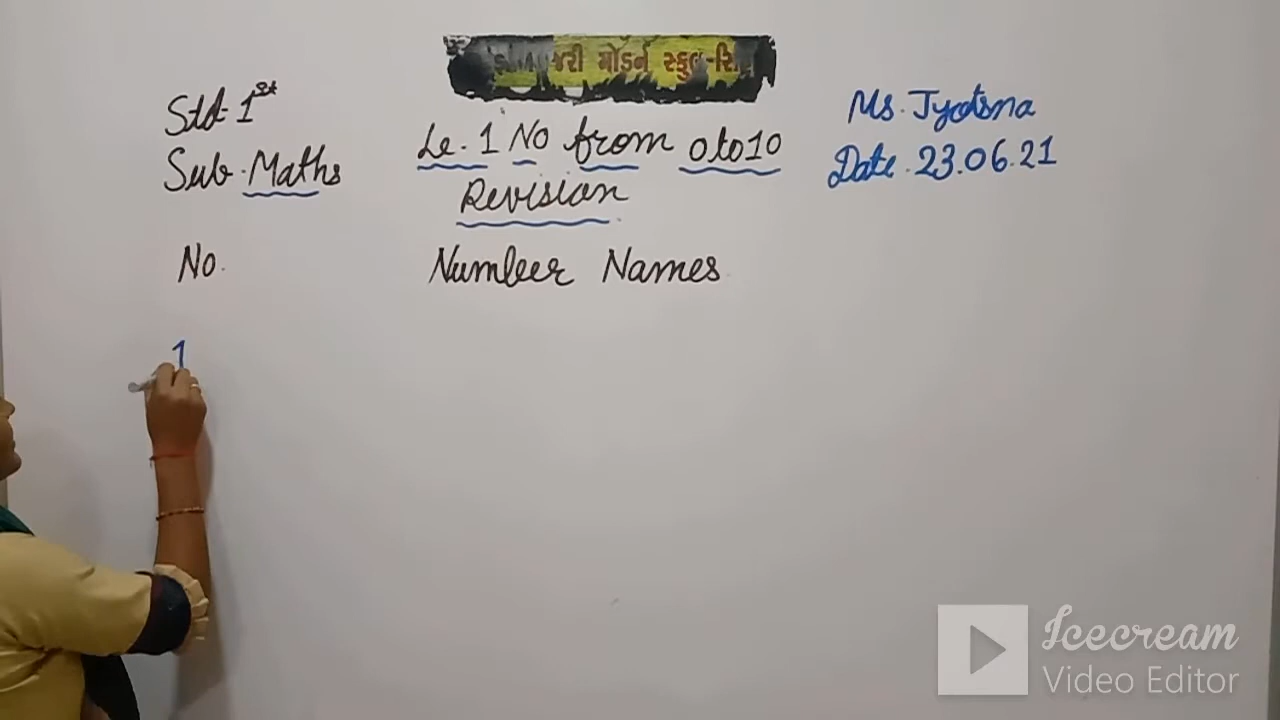 મોડર્ન સ્કુલ
Std-1st
Sub-Maths
Le.1 No from 0 to 10
Revision
Ms. Jyotsna
Date.23.06.21
No.
Number Names
1
Icecream
Video Editor